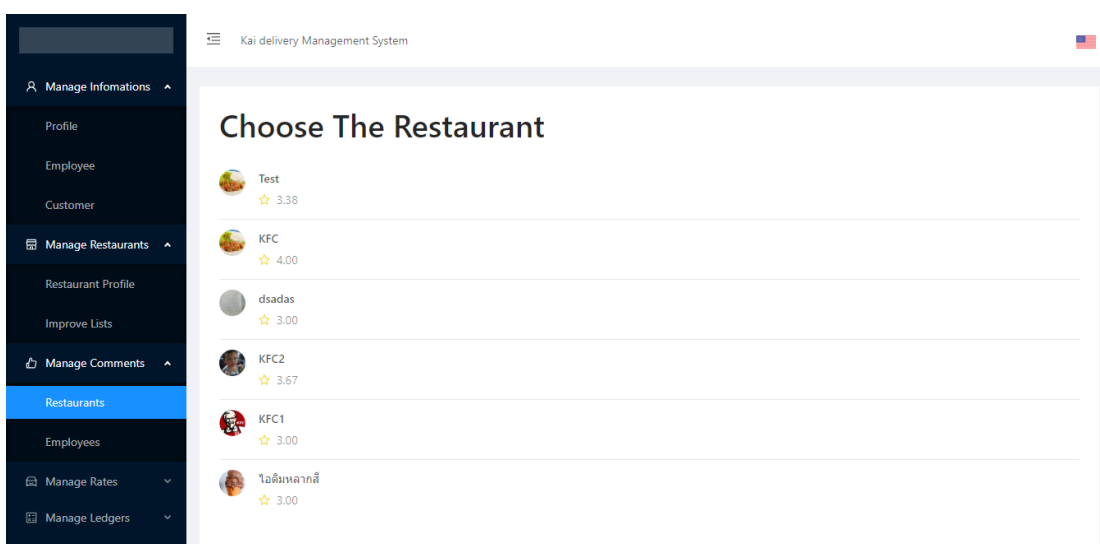 Kai delivery Management System
Manage Infomations
Profile
Employee
Customer
Manage Restaurants
Restaurant Profile
Improve Lists
Manage Comments
Restaurants
Employees
Manage Rates
Manage Ledgers
Choose The Restaurant
Test
3.38
KFC
4.00
dsadas
3.00
KFC2
3.67
KFC1
3.00
ไอติมหลากสี
3.00